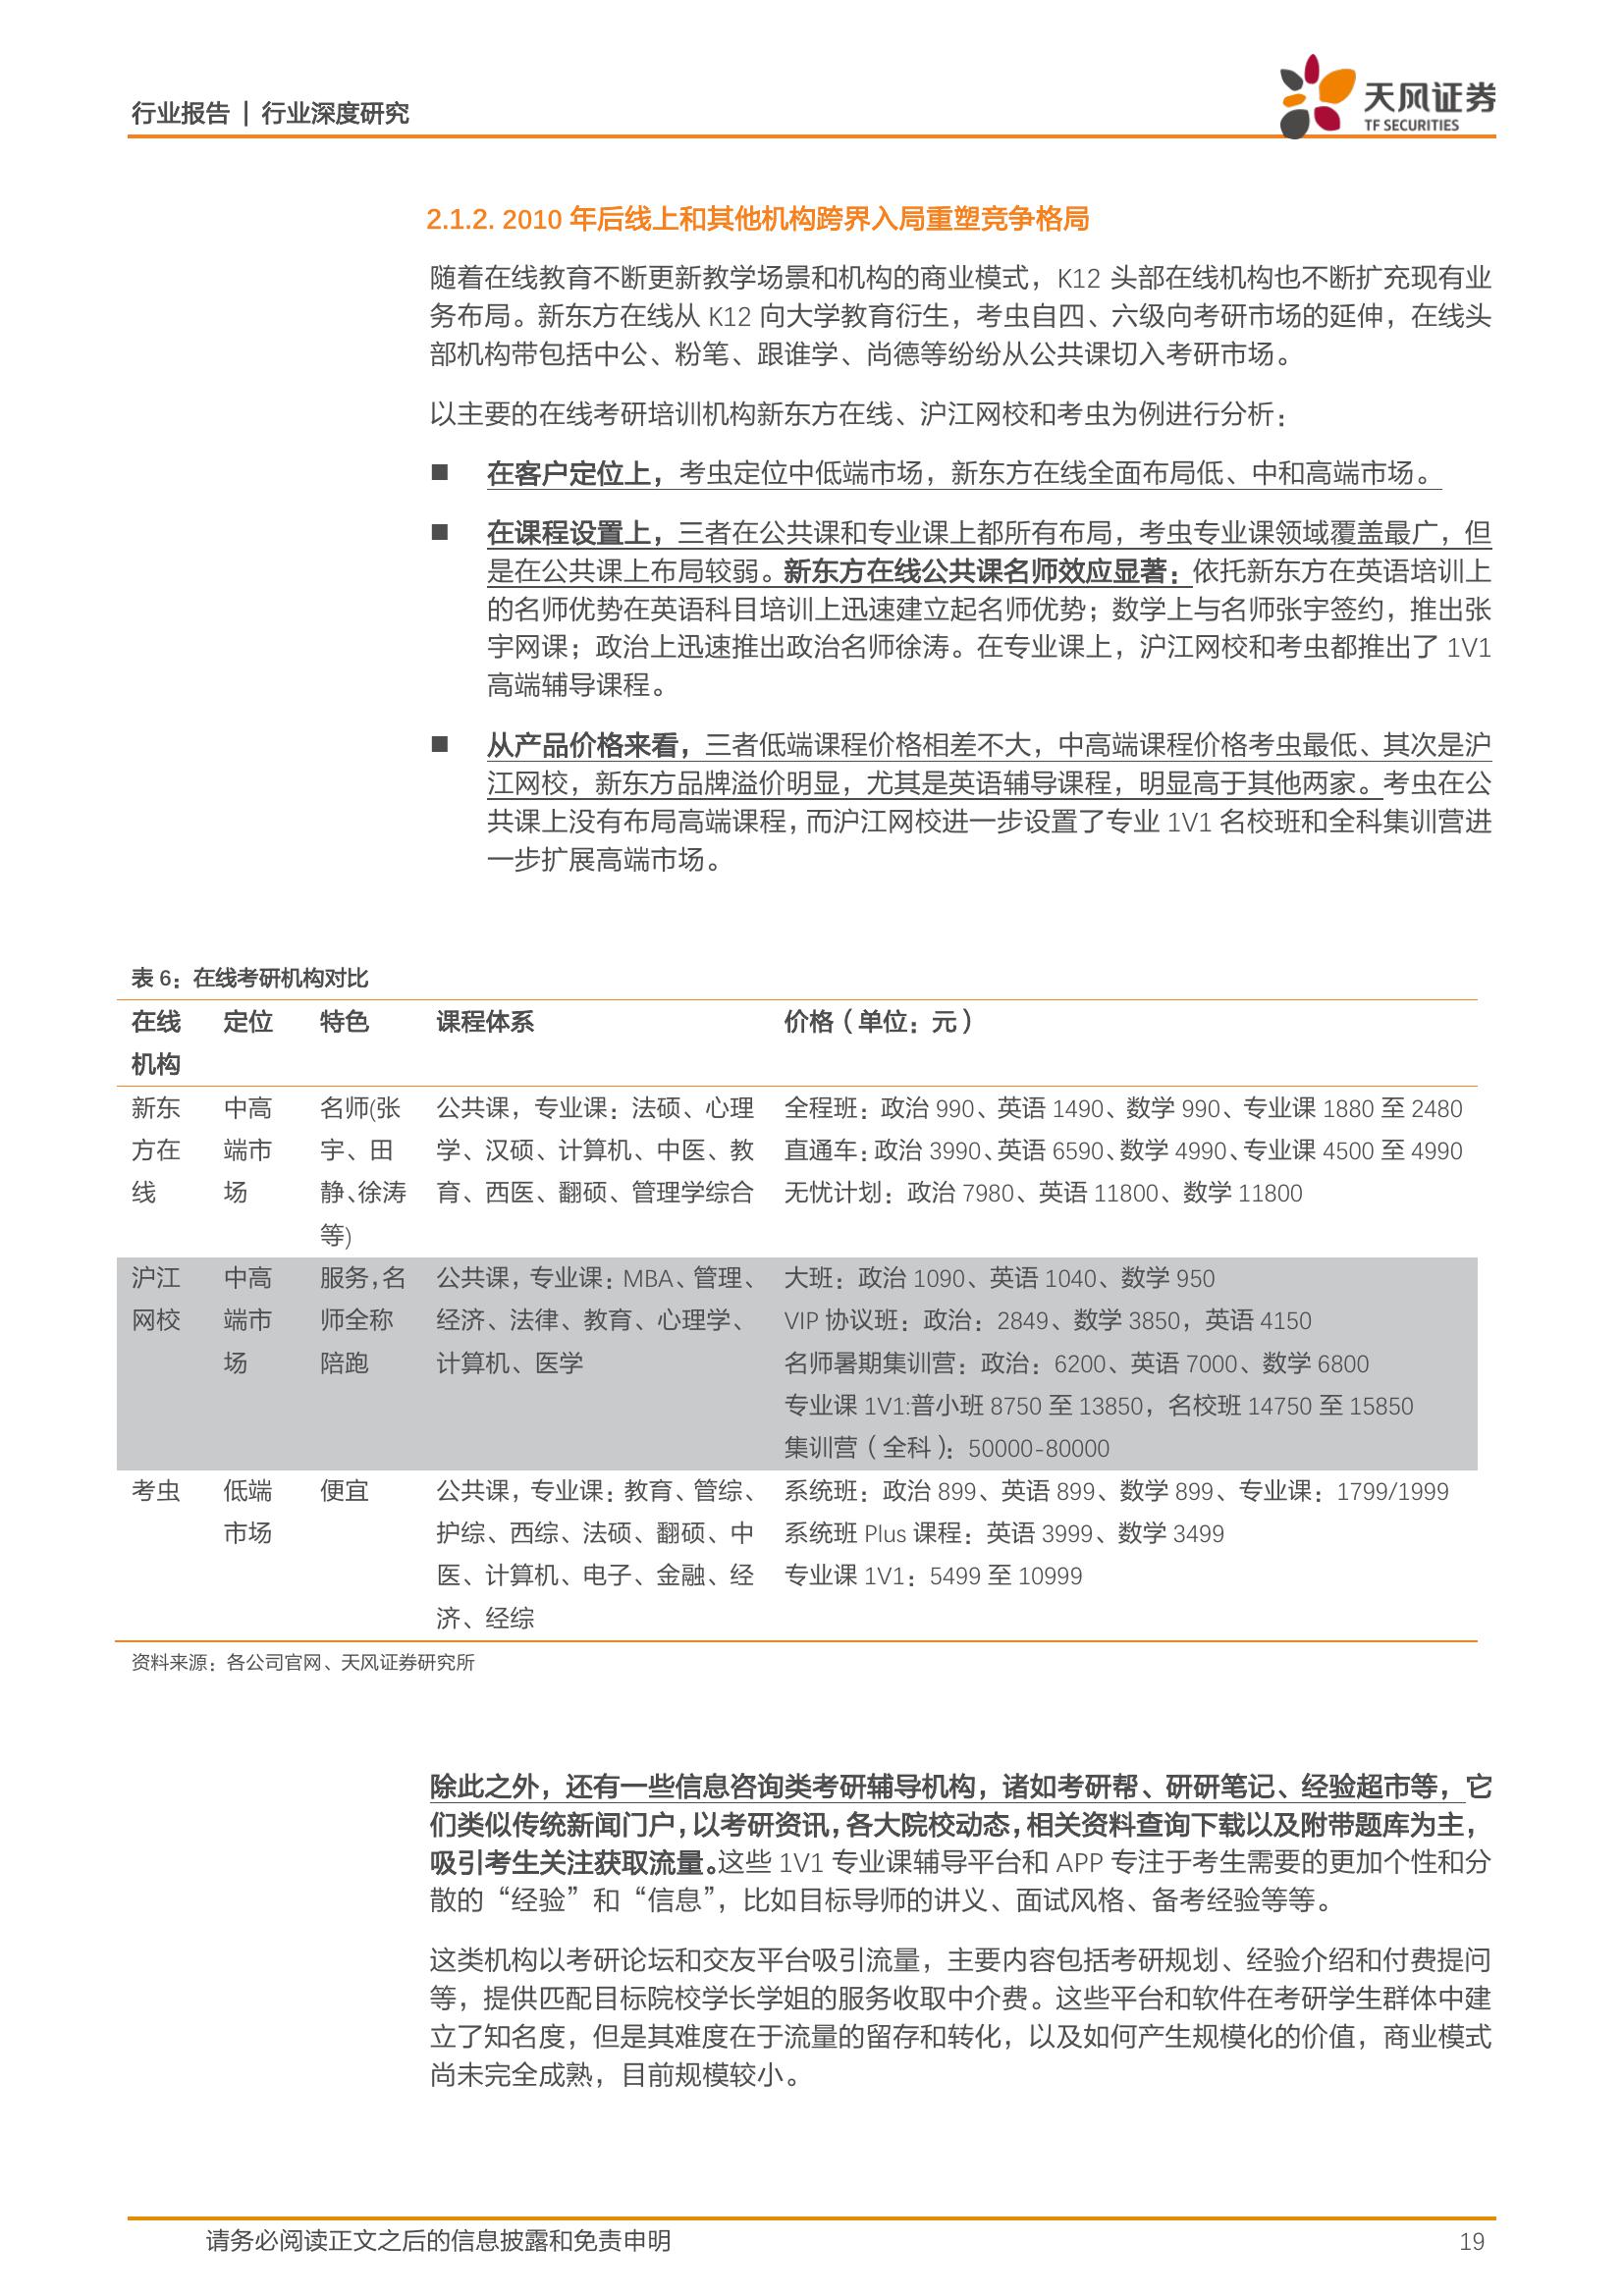 行业报告 | 行业深度研究
天风证券
TF SECURITIES
2.1.2. 2010 年后线上和其他机构跨界入局重塑竞争格局
随着在线教育不断更新教学场景和机构的商业模式，K12 头部在线机构也不断扩充现有业
务布局。新东方在线从 K12 向大学教育衍生，考虫自四、六级向考研市场的延伸，在线头
部机构带包括中公、粉笔、跟谁学、尚德等纷纷从公共课切入考研市场。
以主要的在线考研培训机构新东方在线、沪江网校和考虫为例进行分析：
■ 在客户定位上，考虫定位中低端市场，新东方在线全面布局低、中和高端市场。
■ 在课程设置上，三者在公共课和专业课上都所有布局，考虫专业课领域覆盖最广，但
是在公共课上布局较弱。新东方在线公共课名师效应显著：依托新东方在英语培训上
的名师优势在英语科目培训上迅速建立起名师优势；数学上与名师张宇签约，推出张
宇网课；政治上迅速推出政治名师徐涛。在专业课上，沪江网校和考虫都推出了 1V1
高端辅导课程。
■ 从产品价格来看，三者低端课程价格相差不大，中高端课程价格考虫最低、其次是沪
江网校，新东方品牌溢价明显，尤其是英语辅导课程，明显高于其他两家。考虫在公
共课上没有布局高端课程，而沪江网校进一步设置了专业 1V1 名校班和全科集训营进
一步扩展高端市场。
表 6：在线考研机构对比
在线 定位 特色 课程体系 价格（单位：元）
机构
新东 中高 名师(张 公共课，专业课：法硕、心理 全程班：政治 990、英语 1490、数学 990、专业课 1880 至 2480
方在 端市 宇、田 学、汉硕、计算机、中医、教 直通车：政治 3990、英语 6590、数学 4990、专业课 4500 至 4990
线 场 静、徐涛 育、西医、翻硕、管理学综合 无忧计划：政治 7980、英语 11800、数学 11800
等)
沪江 中高 服务，名 公共课，专业课：MBA、管理、 大班：政治 1090、英语 1040、数学 950
网校 端市 师全称 经济、法律、教育、心理学、 VIP 协议班：政治：2849、数学 3850，英语 4150
场 陪跑 计算机、医学 名师暑期集训营：政治：6200、英语 7000、数学 6800
专业课 1V1:普小班 8750 至 13850，名校班 14750 至 15850
集训营（全科）：50000-80000
考虫 低端 便宜 公共课，专业课：教育、管综、 系统班：政治 899、英语 899、数学 899、专业课：1799/1999
市场 护综、西综、法硕、翻硕、中 系统班 Plus 课程：英语 3999、数学 3499
医、计算机、电子、金融、经 专业课 1V1：5499 至 10999
济、经综
资料来源：各公司官网、天风证券研究所
除此之外，还有一些信息咨询类考研辅导机构，诸如考研帮、研研笔记、经验超市等，它
们类似传统新闻门户，以考研资讯，各大院校动态，相关资料查询下载以及附带题库为主，
吸引考生关注获取流量。这些 1V1 专业课辅导平台和 APP 专注于考生需要的更加个性和分
散的“经验”和“信息”，比如目标导师的讲义、面试风格、备考经验等等。
这类机构以考研论坛和交友平台吸引流量，主要内容包括考研规划、经验介绍和付费提问
等，提供匹配目标院校学长学姐的服务收取中介费。这些平台和软件在考研学生群体中建
立了知名度，但是其难度在于流量的留存和转化，以及如何产生规模化的价值，商业模式
尚未完全成熟，目前规模较小。
请务必阅读正文之后的信息披露和免责申明 19